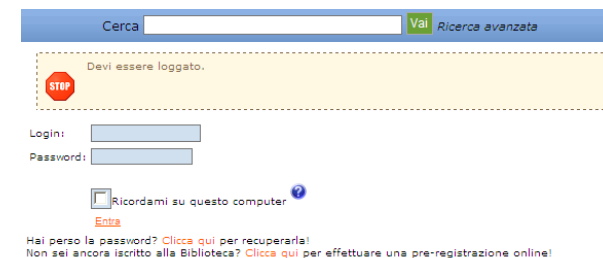 Cerca Vai Ricerca avanzata
STOP Devi essere loggato.
Login:
Password:
Ricordami su questo computer ?
Entra
Hai perso la password? Clicca qui per recuperarla!
Non sei ancora iscritto alla Biblioteca? Clicca qui per effettuare una pre-registrazione online!